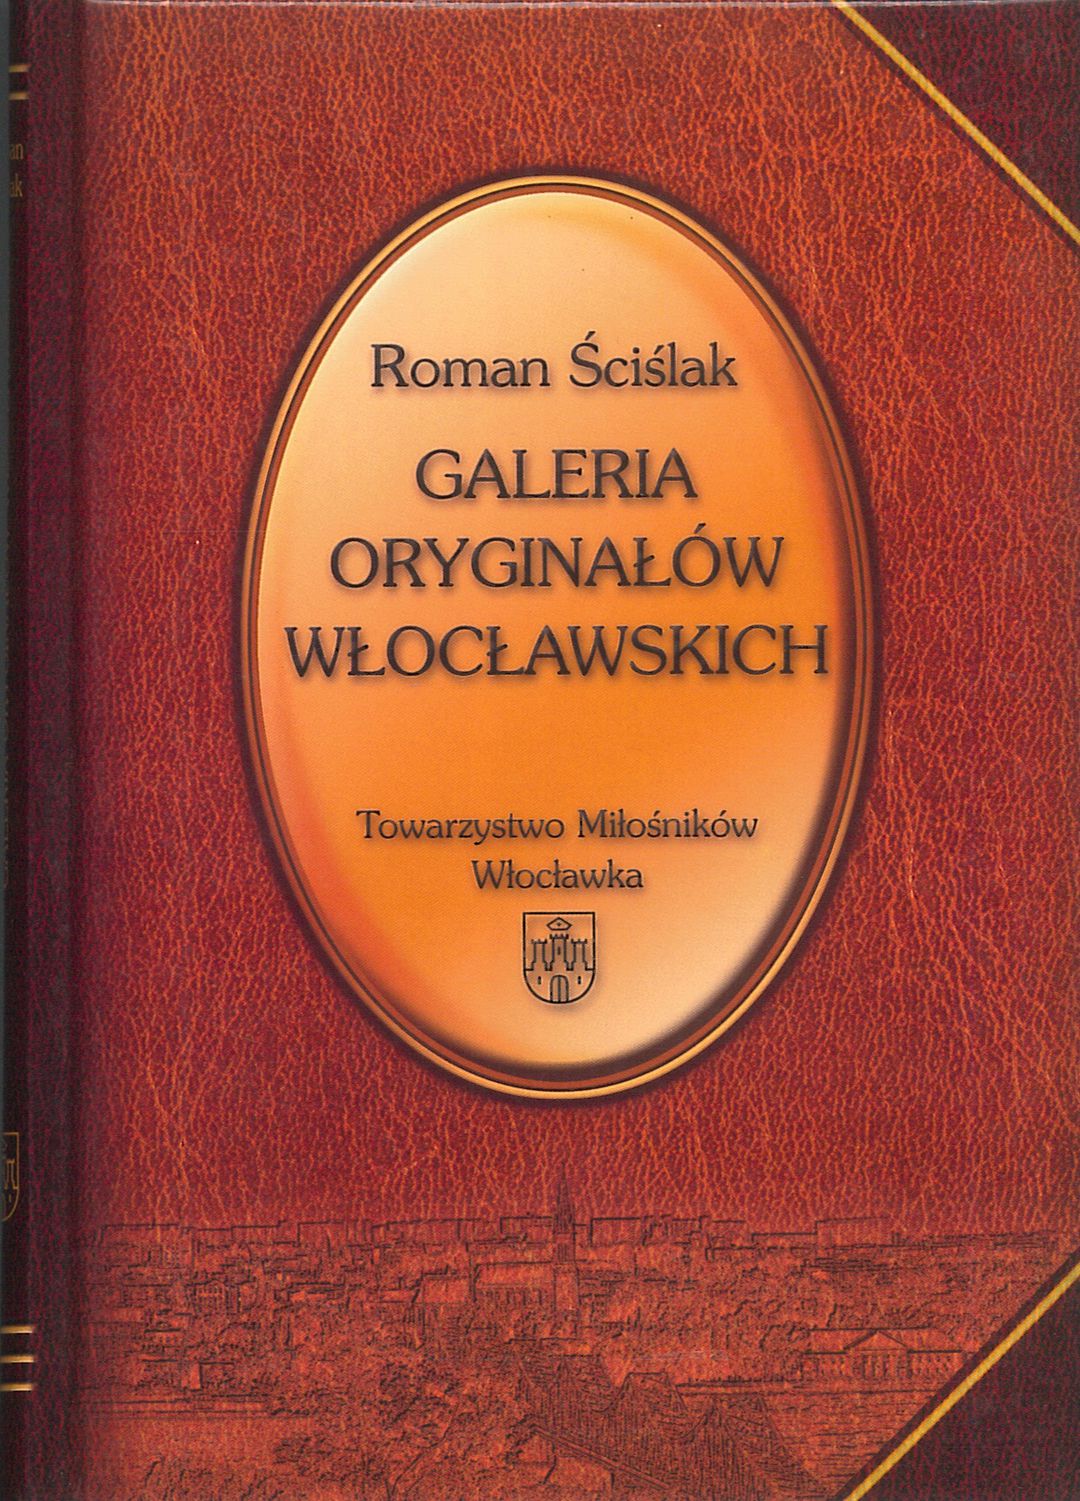 Roman Ściślak
GALERIA
ORYGINAŁÓW
WŁOCŁAWSKICH
Towarzystwo Miłośników
Włocławka